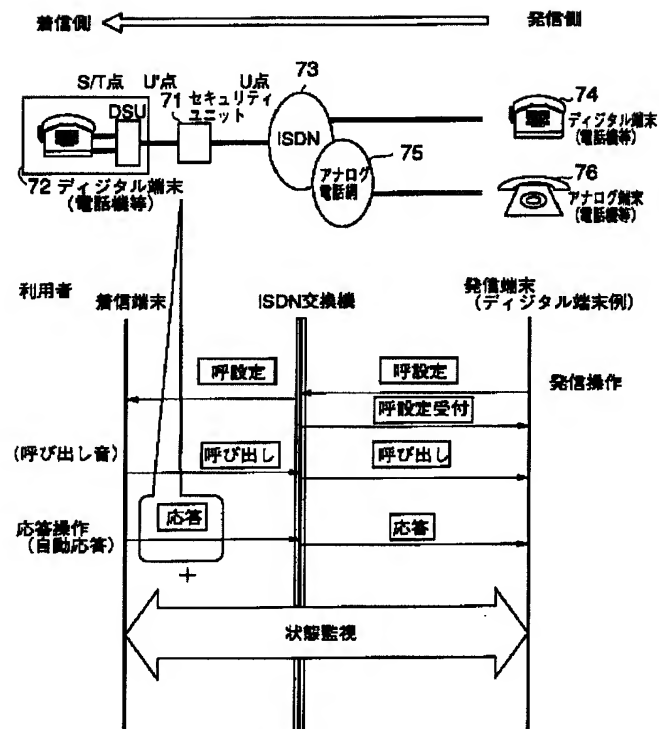 着信側
発信側
S/T点
U'点
U点
73
74
71 セキュリティ
ユニット
DSU
ISDN
ディジタル端末
(電話機等)
75
72 ディジタル端末
(電話機等)
アナログ
電話網
76
アナログ端末
(電話機等)
利用者
着信端末
ISDN交換機
発信端末
(ディジタル端末例)
呼設定
呼設定
発信操作
呼設定受付
(呼び出し音)
呼び出し
呼び出し
応答操作
(自動応答)
応答
応答
+
状態監視